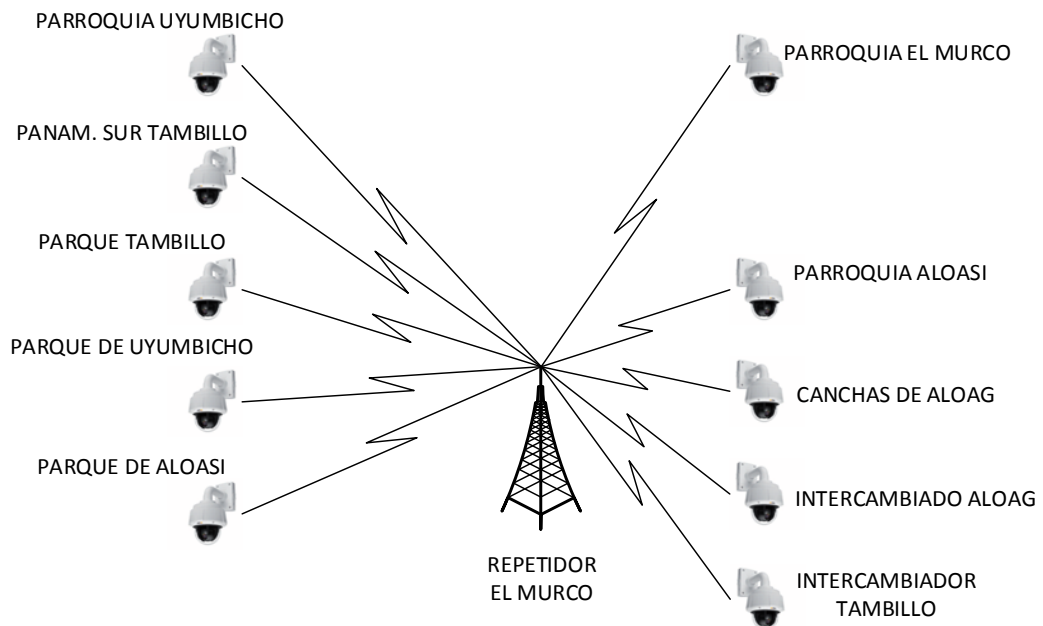 PARROQUIA UYUMBICHO
PANAM. SUR TAMBILLO
PARQUE TAMBILLO
PARQUE DE UYUMBICHO
PARQUE DE ALOASI
REPETIDOR
EL MURCO
PARROQUIA EL MURCO
PARROQUIA ALOASI
CANCHAS DE ALOAG
INTERCAMBIADO ALOAG
INTERCAMBIADOR
TAMBILLO